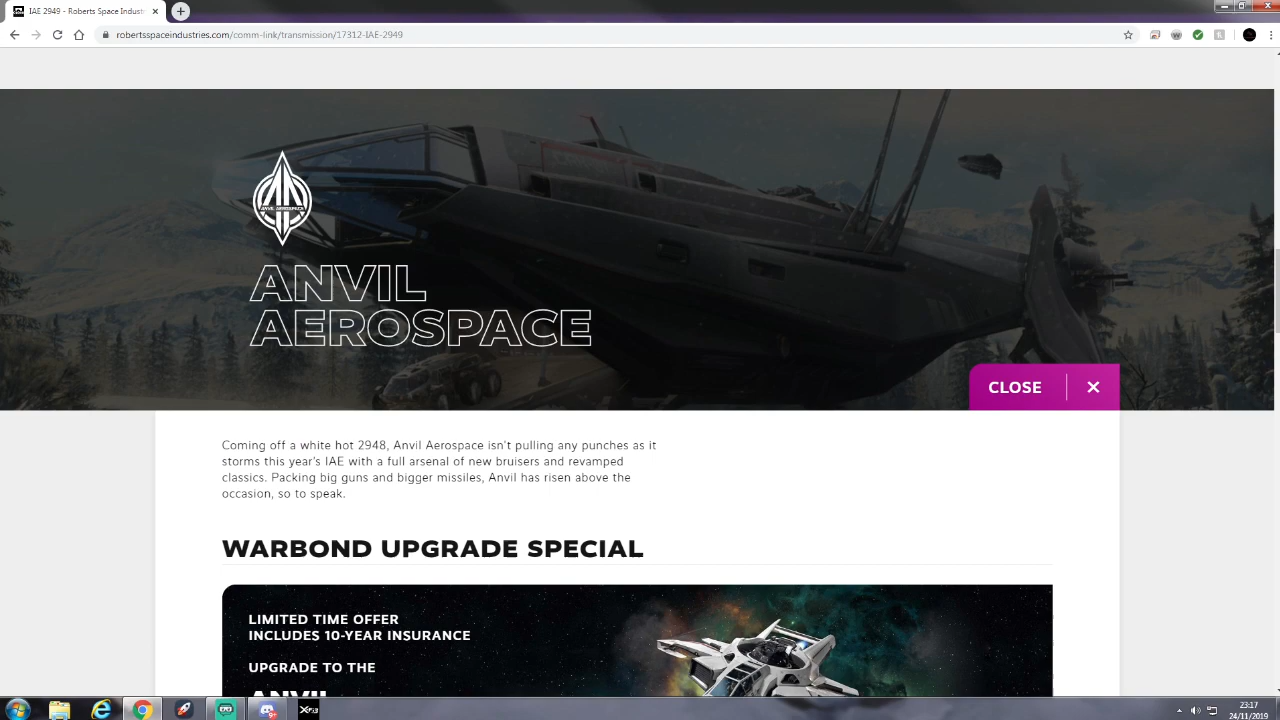 IAE 2949 - Roberts Space Indust
robertsspaceindustries.com/comm-link/transmission/17312-IAE-2949
ANVIL AEROSPACE
ANVIL
AEROSPACE
CLOSE
Coming off a white hot 2948, Anvil Aerospace isn't pulling any punches as it
storms this year's IAE with a full arsenal of new bruisers and revamped
classics. Packing big guns and bigger missiles, Anvil has risen above the
occasion, so to speak.
WARBOND UPGRADE SPECIAL
LIMITED TIME OFFER
INCLUDES 10-YEAR INSURANCE
UPGRADE TO THE
ANVIL
23:17
24/11/2019